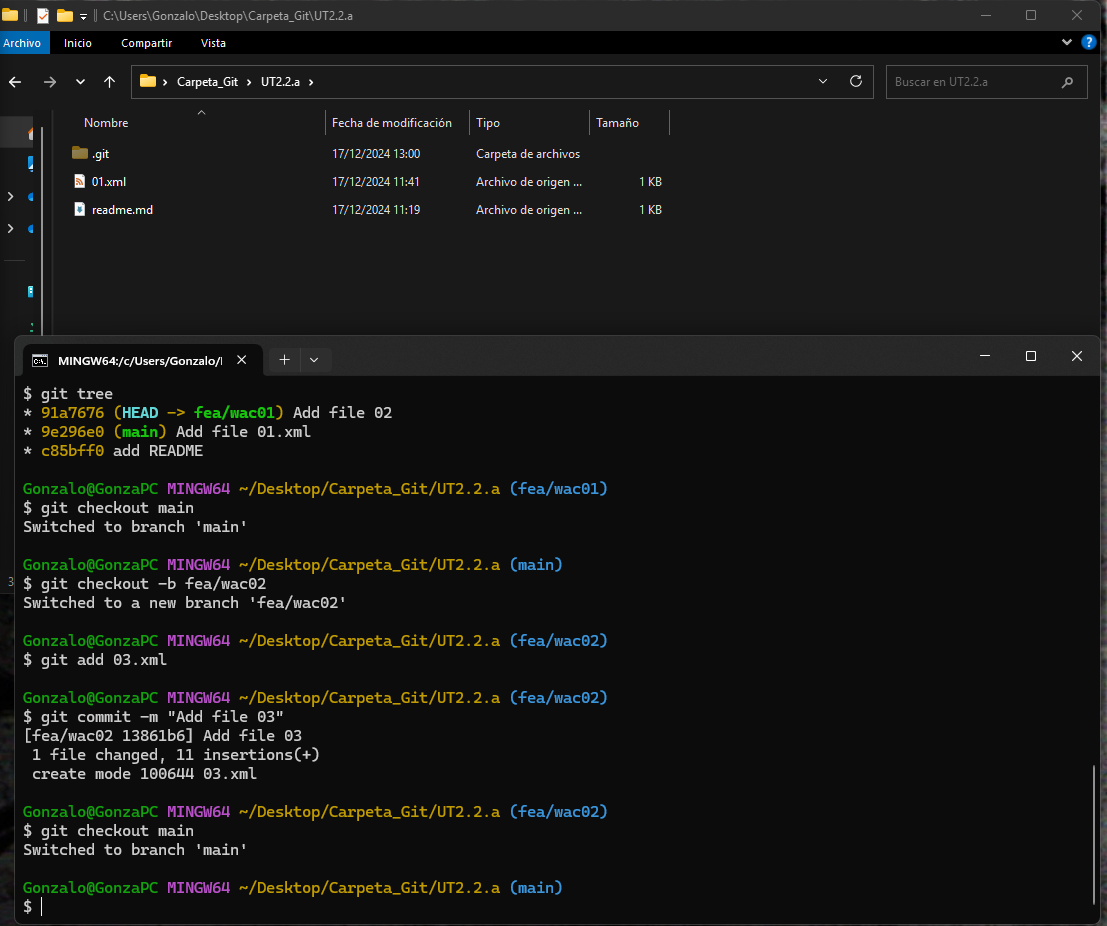 C:\Users\Gonzalo\Desktop\Carpeta_Git\UT2.2.a
Archivo Inicio Compartir Vista
Carpeta_Git UT2.2.a Buscar en UT2.2.a
Nombre Fecha de modificación Tipo Tamaño
.git 17/12/2024 13:00 Carpeta de archivos
01.xml 17/12/2024 11:41 Archivo de origen ... 1 KB
readme.md 17/12/2024 11:19 Archivo de origen ... 1 KB
3
MINGW64:/c/Users/Gonzalo/
$ git tree
* 91a7676 (HEAD -> fea/wac01) Add file 02
* 9e296e0 (main) Add file 01.xml
* c85bff0 add README
Gonzalo@GonzaPC MINGW64 ~/Desktop/Carpeta_Git/UT2.2.a (fea/wac01)
$ git checkout main
Switched to branch 'main'
Gonzalo@GonzaPC MINGW64 ~/Desktop/Carpeta_Git/UT2.2.a (main)
$ git checkout -b fea/wac02
Switched to a new branch 'fea/wac02'
Gonzalo@GonzaPC MINGW64 ~/Desktop/Carpeta_Git/UT2.2.a (fea/wac02)
$ git add 03.xml
Gonzalo@GonzaPC MINGW64 ~/Desktop/Carpeta_Git/UT2.2.a (fea/wac02)
$ git commit -m "Add file 03"
[fea/wac02 13861b6] Add file 03
1 file changed, 11 insertions(+)
create mode 100644 03.xml
Gonzalo@GonzaPC MINGW64 ~/Desktop/Carpeta_Git/UT2.2.a (fea/wac02)
$ git checkout main
Switched to branch 'main'
Gonzalo@GonzaPC MINGW64 ~/Desktop/Carpeta_Git/UT2.2.a (main)
$